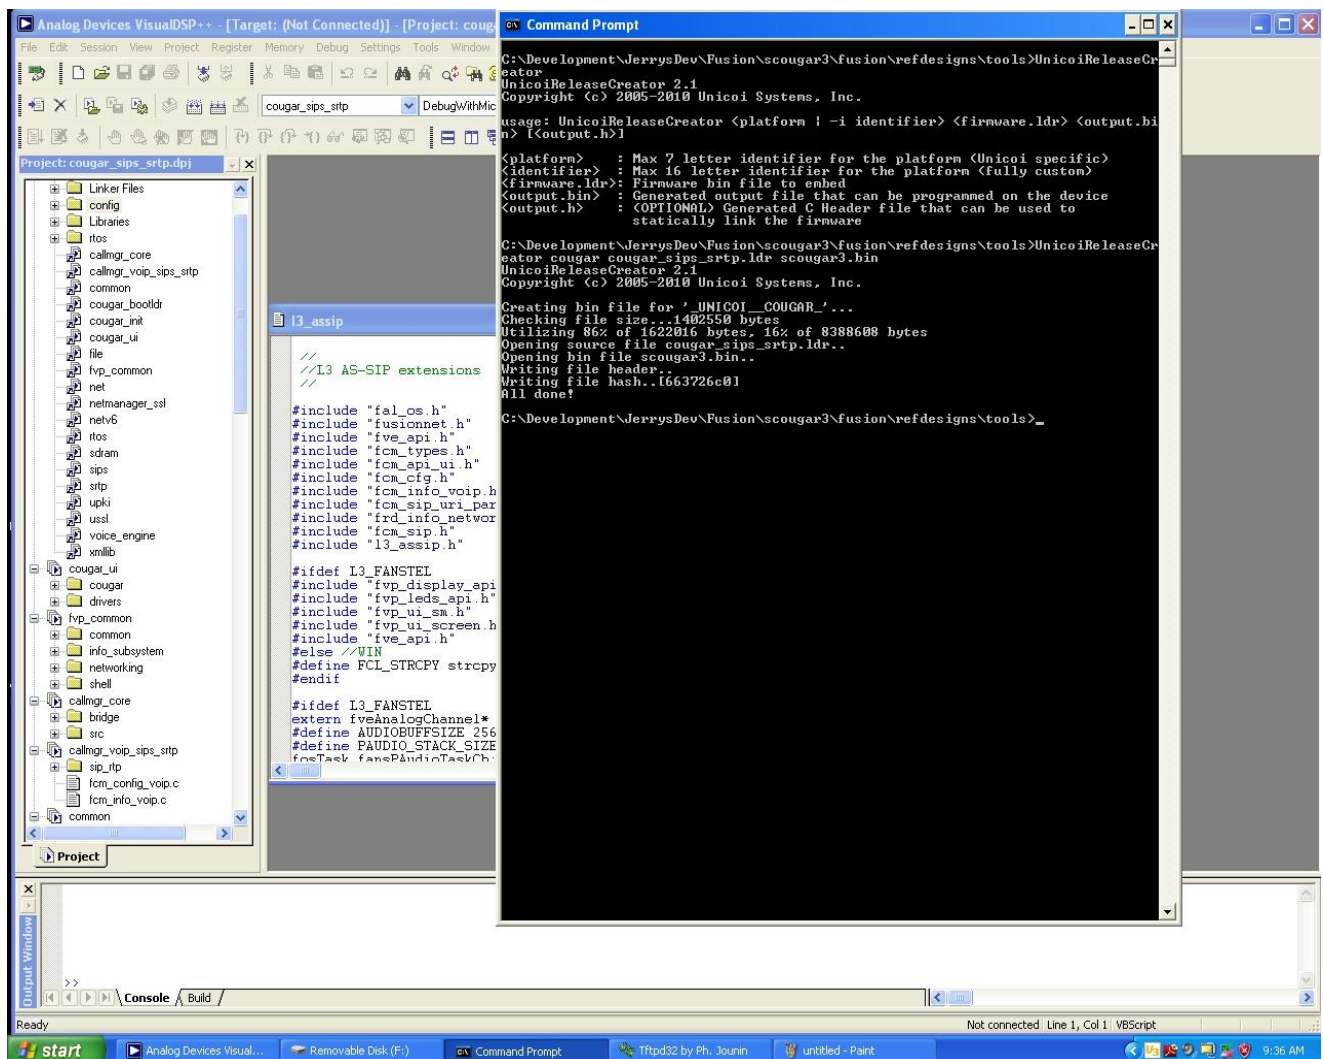 Analog Devices VisualDSP++ - [Target: (Not Connected)] - [Project: coug
File Edit Session View Project Register Memory Debug Settings Tools Window
cougar_sips_srtp DebugWithMic
Project: cougar_sips_srtp.dpj
Linker Files
config
Libraries
rtos
callmgr_core
callmgr_voip_sips_srtp
common
cougar_bootldr
cougar_init
cougar_ui
file
fvp_common
net
netmanager_ssl
netv6
rtos
sdram
sips
srtp
upki
ussl
voice_engine
xmllib
cougar_ui
cougar
drivers
fvp_common
common
info_subsystem
networking
shell
callmgr_core
bridge
src
callmgr_voip_sips_srtp
sip_rtp
fcm_config_voip.c
fcm_info_voip.c
common
Project
l3_assip
//
//L3 AS-SIP extensions
//
#include "fal_os.h"
#include "fusionnet.h"
#include "fve_api.h"
#include "fcm_types.h"
#include "fcm_api_ui.h"
#include "fcm_cfg.h"
#include "fcm_info_voip.h
#include "fcm_sip_uri_par
#include "frd_info_networ
#include "fcm_sip.h"
#include "l3_assip.h"
#ifdef L3_FANSTEL
#include "fvp_display_api
#include "fvp_leds_api.h"
#include "fvp_ui_sm.h"
#include "fvp_ui_screen.h
#include "fve_api.h"
#else //WIN
#define FCL_STRCPY strcpy
#endif
#ifdef L3_FANSTEL
extern fveAnalogChannel*
#define AUDIOBUFFSIZE 256
#define PAUDIO_STACK_SIZE
fosTask fansPAudioTaskCh
Command Prompt
C:\Development\JerrysDev\Fusion\scougar3\fusion\refdesigns\tools>UnicoiReleaseCr
eator
UnicoiReleaseCreator 2.1
Copyright (c) 2005-2010 Unicoi Systems, Inc.
usage: UnicoiReleaseCreator <platform | -i identifier> <firmware.ldr> <output.bi
n> [<output.h>]
<platform> : Max 7 letter identifier for the platform (Unicoi specific)
<identifier> : Max 16 letter identifier for the platform (fully custom)
<firmware.ldr>: Firmware bin file to embed
<output.bin> : Generated output file that can be programmed on the device
<output.h> : (OPTIONAL) Generated C Header file that can be used to
statically link the firmware
C:\Development\JerrysDev\Fusion\scougar3\fusion\refdesigns\tools>UnicoiReleaseCr
eator cougar cougar_sips_srtp.ldr scougar3.bin
UnicoiReleaseCreator 2.1
Copyright (c) 2005-2010 Unicoi Systems, Inc.
Creating bin file for '_UNICOI__COUGAR_'...
Checking file size...1402550 bytes
Utilizing 86% of 1622016 bytes, 16% of 8388608 bytes
Opening source file cougar_sips_srtp.ldr..
Opening bin file scougar3.bin..
Writing file header..
Writing file hash..[663726c0]
All done!
C:\Development\JerrysDev\Fusion\scougar3\fusion\refdesigns\tools>_
Output Window
>>
Console Build
Ready
Not connected Line 1, Col 1 VBScript
start Analog Devices Visual... Removable Disk (F:) Command Prompt Tftpd32 by Ph. Jounin untitled - Paint 9:36 AM